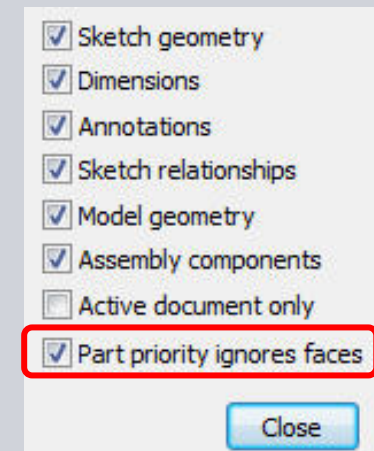 Sketch geometry
Dimensions
Annotations
Sketch relationships
Model geometry
Assembly components
Active document only
Part priority ignores faces
Close